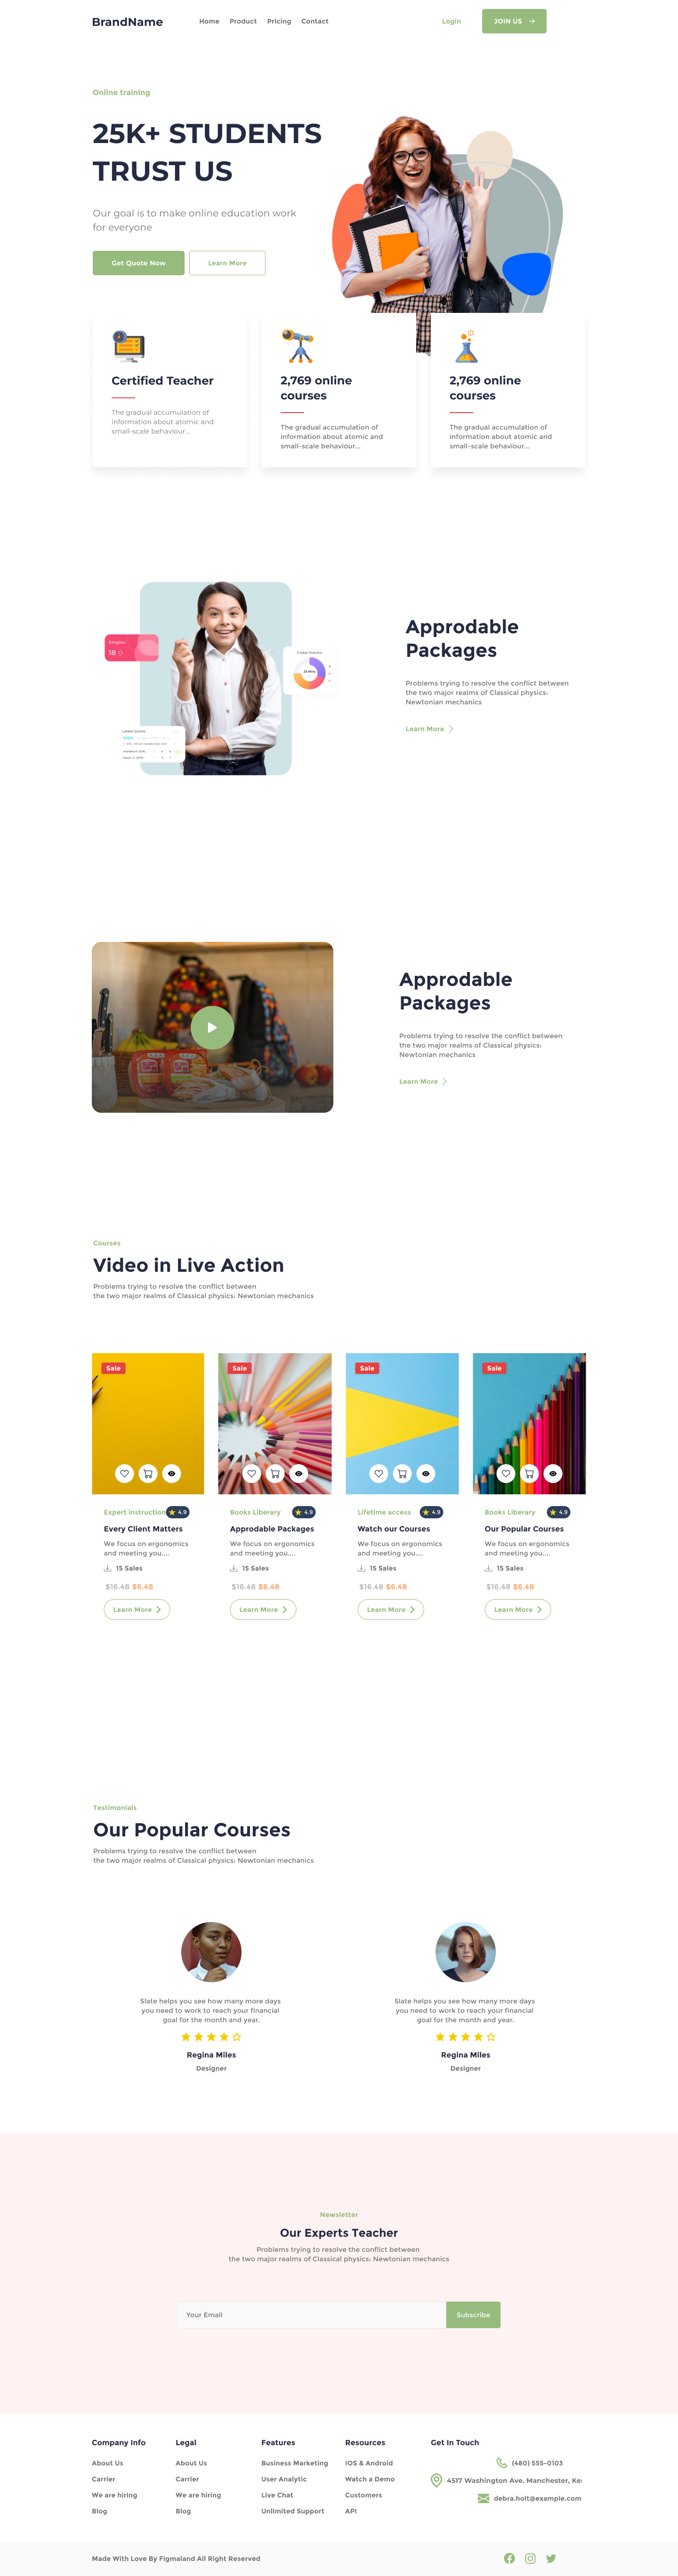 BrandName
Home Product Pricing Contact
Login
JOIN US
Online training
25K+ STUDENTS
TRUST US
Our goal is to make online education work
for everyone
Get Quote Now
Learn More
Certified Teacher
The gradual accumulation of
information about atomic and
small-scale behaviour...
2,769 online
courses
The gradual accumulation of
information about atomic and
small-scale behaviour...
2,769 online
courses
The gradual accumulation of
information about atomic and
small-scale behaviour...
Singles
18
Latets Scores
Approdable
Packages
Problems trying to resolve the conflict between
the two major realms of Classical physics:
Newtonian mechanics
Learn More
Approdable
Packages
Problems trying to resolve the conflict between
the two major realms of Classical physics:
Newtonian mechanics
Learn More
Courses
Video in Live Action
Problems trying to resolve the conflict between
the two major realms of Classical physics: Newtonian mechanics
Sale
Expert instruction
4.9
Every Client Matters
We focus on ergonomics
and meeting you....
15 Sales
$16.48 $6.48
Learn More
Sale
Books Liberary
4.9
Approdable Packages
We focus on ergonomics
and meeting you....
15 Sales
$16.48 $6.48
Learn More
Sale
Lifetime access
4.9
Watch our Courses
We focus on ergonomics
and meeting you....
15 Sales
$16.48 $6.48
Learn More
Sale
Books Liberary
4.9
Our Popular Courses
We focus on ergonomics
and meeting you....
15 Sales
$16.48 $6.48
Learn More
Testimonials
Our Popular Courses
Problems trying to resolve the conflict between
the two major realms of Classical physics: Newtonian mechanics
Slate helps you see how many more days
you need to work to reach your financial
goal for the month and year.
Regina Miles
Designer
Slate helps you see how many more days
you need to work to reach your financial
goal for the month and year.
Regina Miles
Designer
Newsletter
Our Experts Teacher
Problems trying to resolve the conflict between
the two major realms of Classical physics: Newtonian mechanics
Your Email
Subscribe
Company Info
About Us
Carrier
We are hiring
Blog
Legal
About Us
Carrier
We are hiring
Blog
Features
Business Marketing
User Analytic
Live Chat
Unlimited Support
Resources
IOS & Android
Watch a Demo
Customers
API
Get In Touch
(480) 555-0103
4517 Washington Ave. Manchester, Ke
debra.holt@example.com
Made With Love By Figmaland All Right Reserved